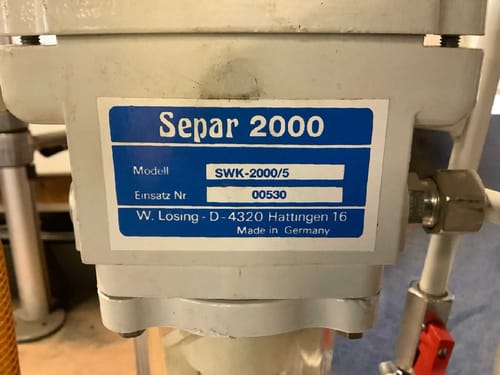 Separ 2000
Modell SWK-2000/5
Einsatz Nr 00530
W. Losing - D-4320 Hattingen 16
Made in Germany